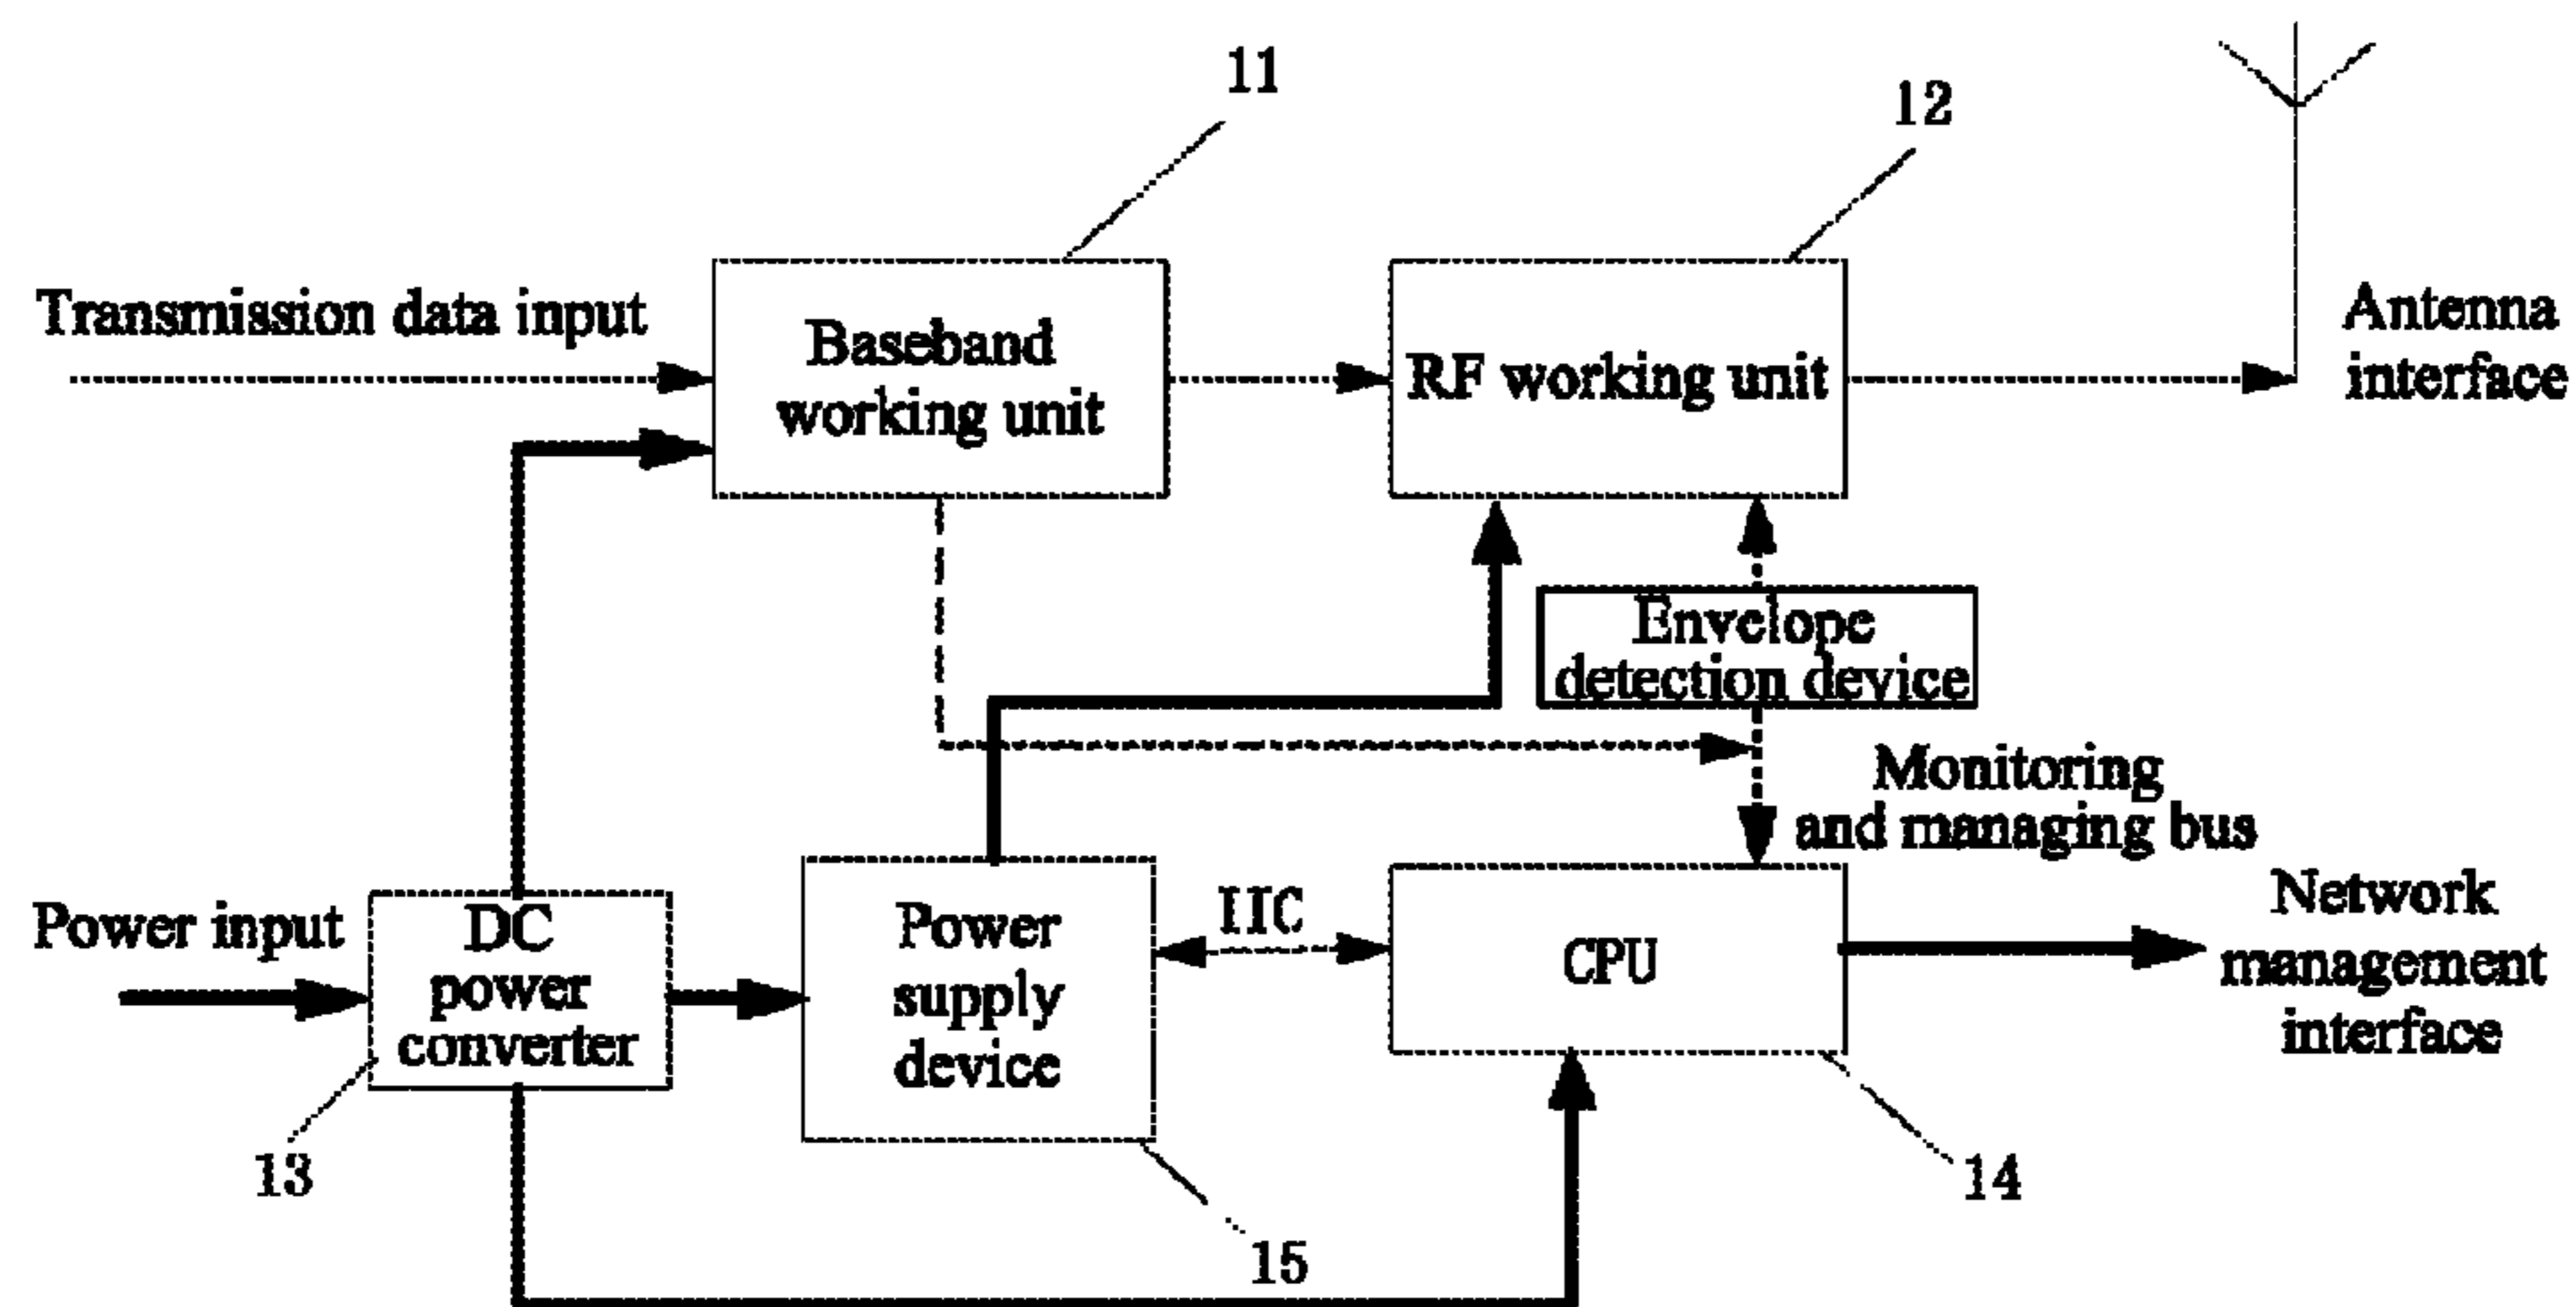 11
12
Transmission data input
Baseband
working unit
RF working unit
Antenna
interface
Envelope
detection device
Monitoring
and managing bus
Power input
DC
power
converter
Power
supply
device
IIC
CPU
Network
management
interface
13
14
15